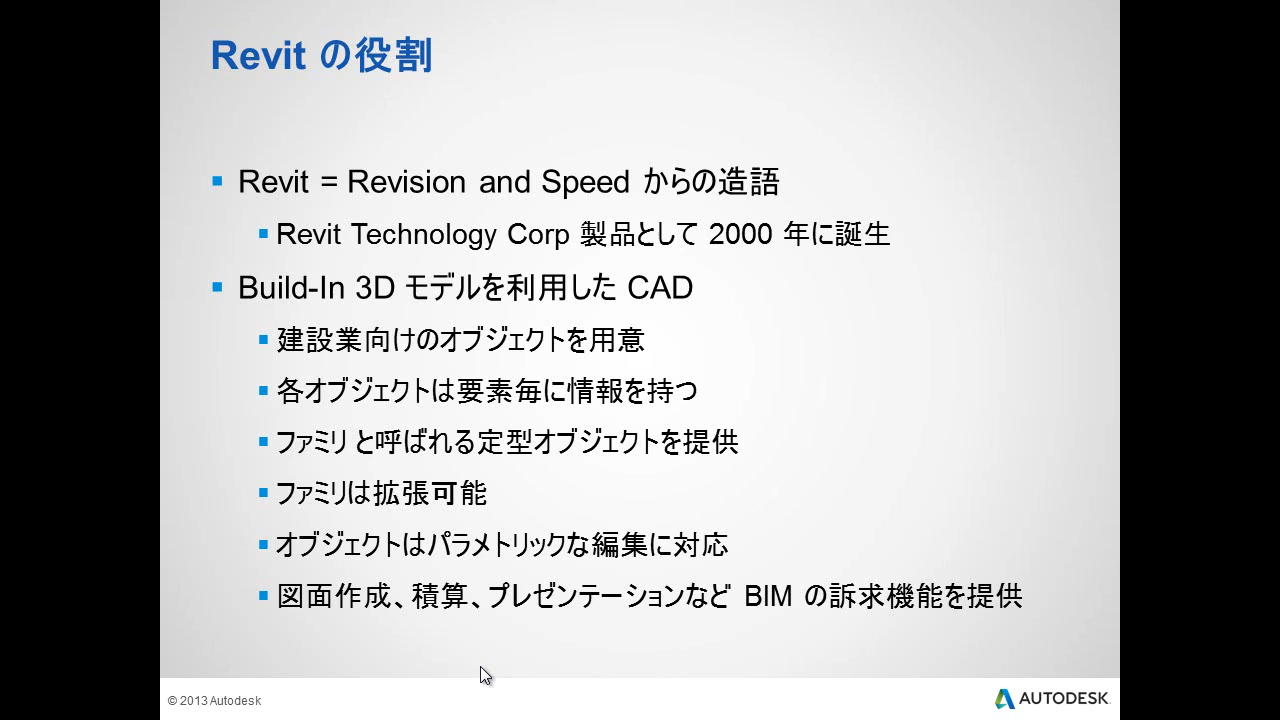 Revit の役割
Revit = Revision and Speed からの造語
Revit Technology Corp 製品として 2000 年に誕生
Build-In 3D モデルを利用した CAD
建設業向けのオブジェクトを用意
各オブジェクトは要素毎に情報を持つ
ファミリ と呼ばれる定型オブジェクトを提供
ファミリは拡張可能
オブジェクトはパラメトリックな編集に対応
図面作成、積算、プレゼンテーションなど BIM の訴求機能を提供
© 2013 Autodesk
AUTODESK